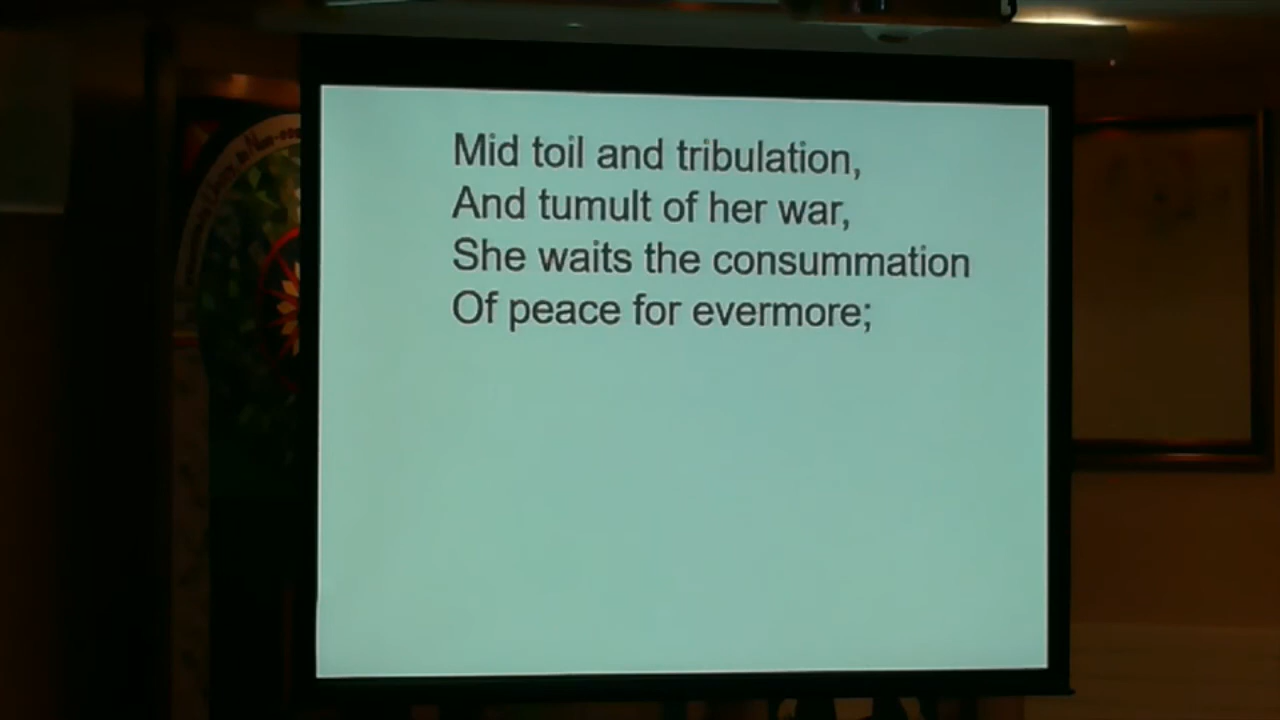 Mid toil and tribulation,
And tumult of her war,
She waits the consummation
Of peace for evermore;